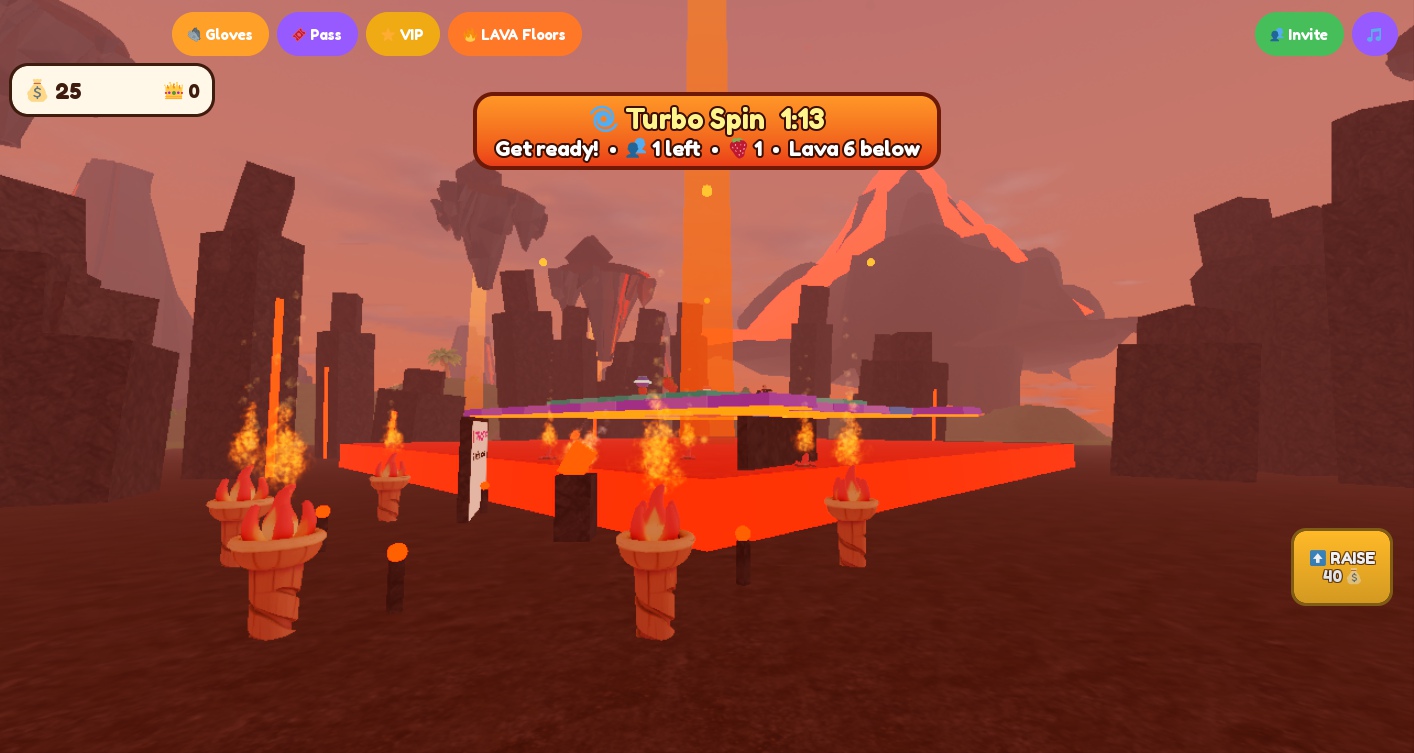 Gloves
Pass
VIP
LAVA Floors
Invite
25
0
Turbo Spin 1:13
Get ready! • 1 left • 1 • Lava 6 below
RAISE
40